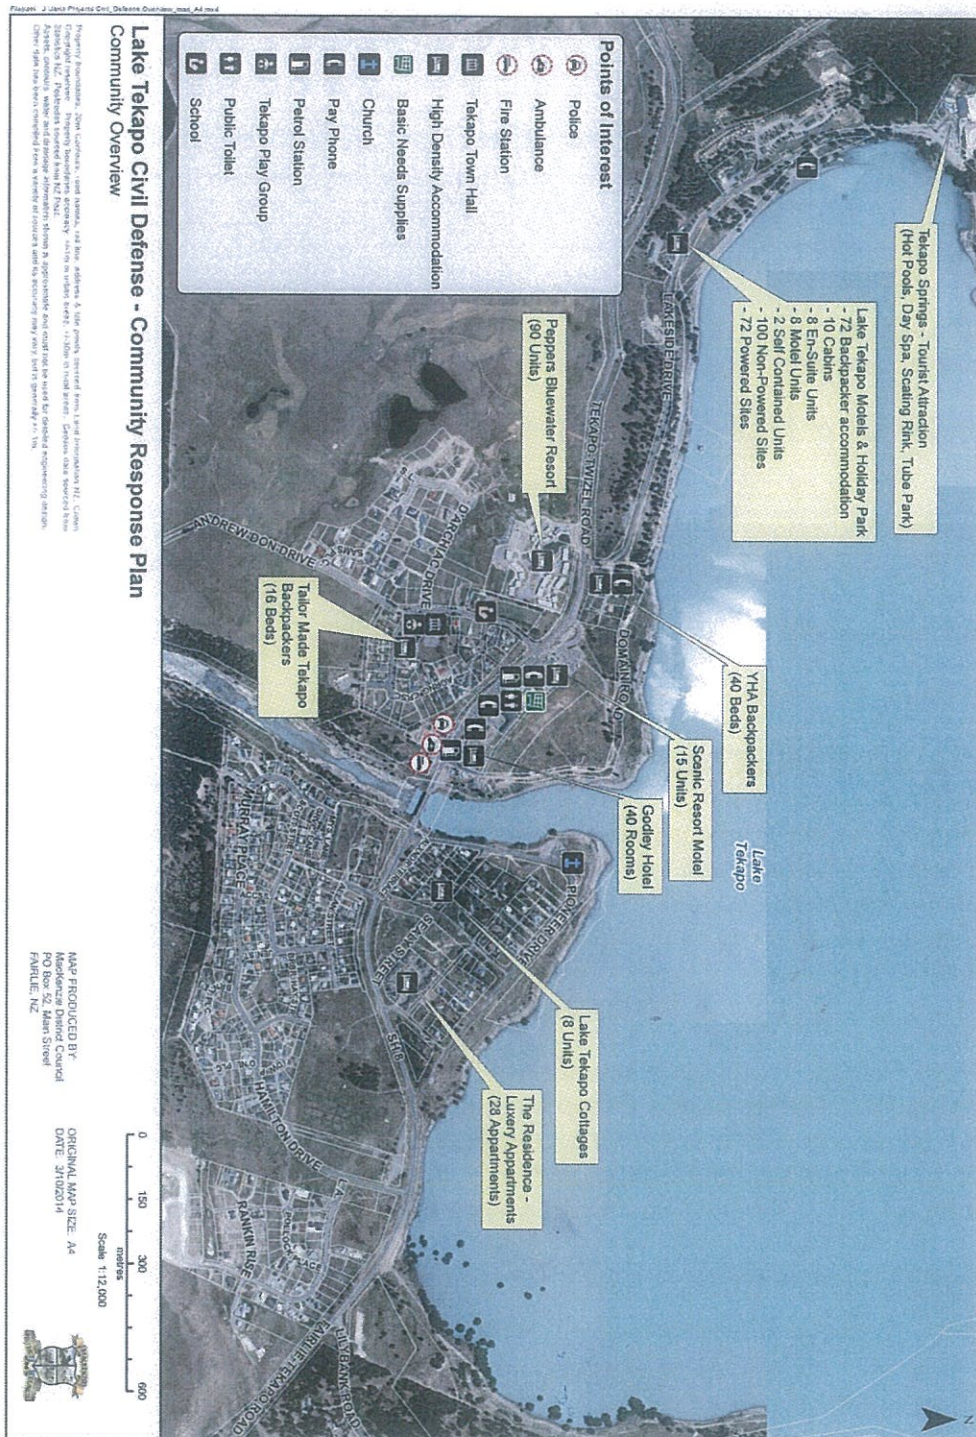 Tekapo Springs - Tourist Attraction
(Hot Pools, Day Spa, Scating Rink, Tube Park)
Lake Tekapo Motels & Holiday Park
- 72 Backpacker accommodation
- 10 Cabins
- 8 En-Suite Units
- 8 Motel Units
- 2 Self Contained Units
- 100 Non-Powered Sites
- 72 Powered Sites
YHA Backpackers
(40 Beds)
Scenic Resort Motel
(15 Units)
Godley Hotel
(40 Rooms)
Lake
Tekapo
Lake Tekapo Cottages
(8 Units)
The Residence -
Luxery Appartments
(28 Appartments)
Peppers Bluewater Resort
(90 Units)
Tailor Made Tekapo
Backpackers
(16 Beds)
LAKESIDE DRIVE
TEKAPO-TWIZEL ROAD
DOMAIN ROAD
D'ARCHIAC DRIVE
ANDREW DON DRIVE
PIONEER DRIVE
SEALY STREET
SH8
MURRAY PLACE
HAMILTON DRIVE
RANKIN RISE
POLLOCK PLACE
LILYBANK ROAD
FAIRLIE-TEKAPO ROAD
N
Points of Interest
Police
Ambulance
Fire Station
Tekapo Town Hall
High Density Accommodation
Basic Needs Supplies
Church
Pay Phone
Petrol Station
Tekapo Play Group
Public Toilet
School
Lake Tekapo Civil Defense - Community Response Plan
Community Overview
MAP PRODUCED BY:
MacKenzie District Council
PO Box 52, Main Street
FAIRLIE, NZ
ORIGINAL MAP SIZE: A4
DATE: 3/10/2014
0 150 300 600
metres
Scale 1:12,000